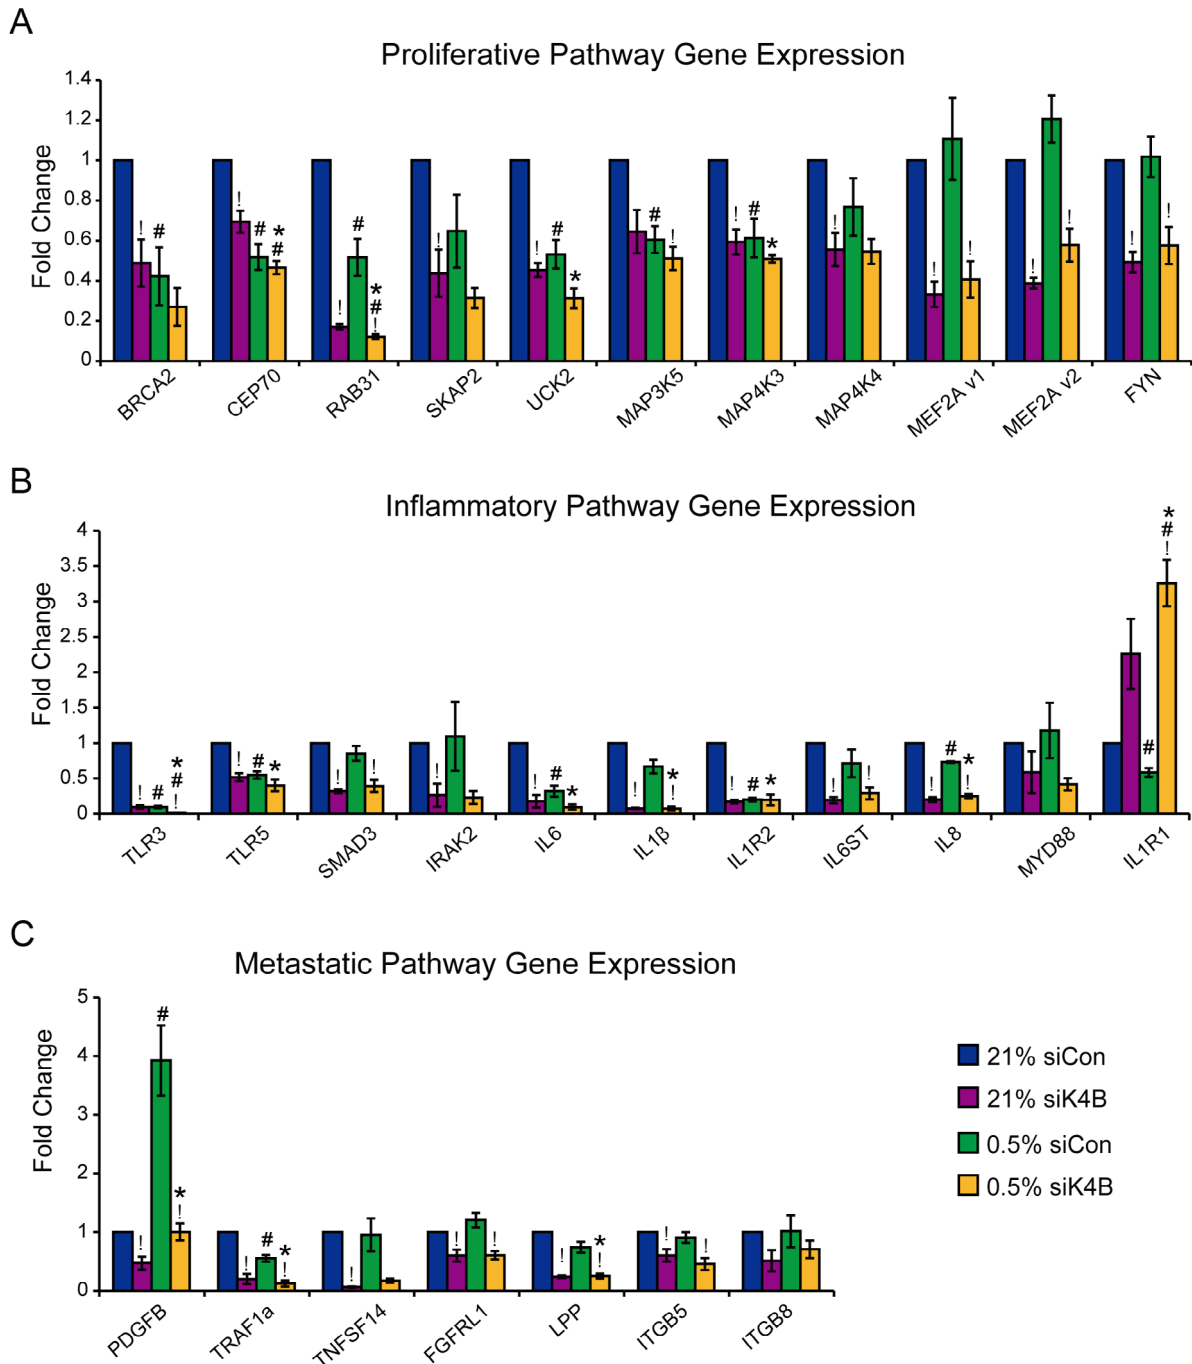 A
Proliferative Pathway Gene Expression
Fold Change
1.4
1.2
1
0.8
0.6
0.4
0.2
0
! # ! # * # ! # * # ! ! ! # * # ! ! # * ! ! ! ! ! ! !
BRCA2 CEP70 RAB31 SKAP2 UCK2 MAP3K5 MAP4K3 MAP4K4 MEF2A v1 MEF2A v2 FYN
B
Inflammatory Pathway Gene Expression
Fold Change
4
3.5
3
2.5
2
1.5
1
0.5
0
! # * # ! ! # * ! ! ! ! # * ! * ! ! # * ! ! ! # * ! # * # !
TLR3 TLR5 SMAD3 IRAK2 IL6 IL1β IL1R2 IL6ST IL8 MYD88 IL1R1
C
Metastatic Pathway Gene Expression
Fold Change
5
4
3
2
1
0
! # * ! ! # * ! ! ! ! ! * ! ! !
PDGFB TRAF1a TNFSF14 FGFRL1 LPP ITGB5 ITGB8
21% siCon
21% siK4B
0.5% siCon
0.5% siK4B